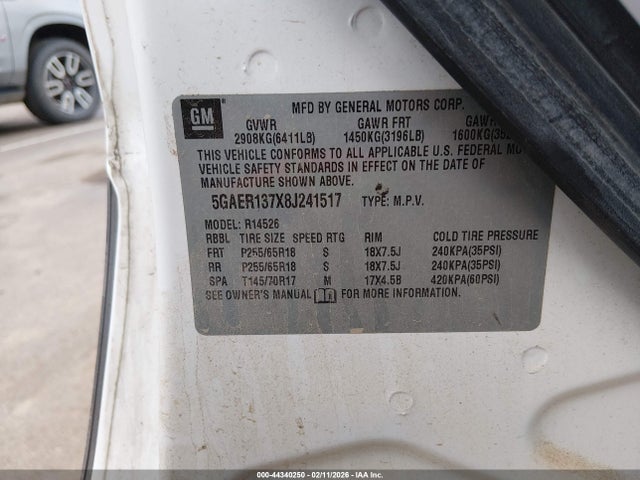 GM
MFD BY GENERAL MOTORS CORP.
GVWR GAWR FRT GAWR
2908KG(6411LB) 1450KG(3196LB) 1600KG
THIS VEHICLE CONFORMS TO ALL APPLICABLE U.S. FEDERAL
VEHICLE SAFETY STANDARDS IN EFFECT ON THE DATE OF
MANUFACTURE SHOWN ABOVE.
5GAER137X8J241517 TYPE: M.P.V.
MODEL: R14526
RBBL TIRE SIZE SPEED RTG RIM COLD TIRE PRESSURE
FRT P255/65R18 S 18X7.5J 240KPA(35PSI)
RR P255/65R18 S 18X7.5J 240KPA(35PSI)
SPA T145/70R17 M 17X4.5B 420KPA(60PSI)
SEE OWNER'S MANUAL FOR MORE INFORMATION.
000-44340250 - 02/11/2026 - IAA Inc.